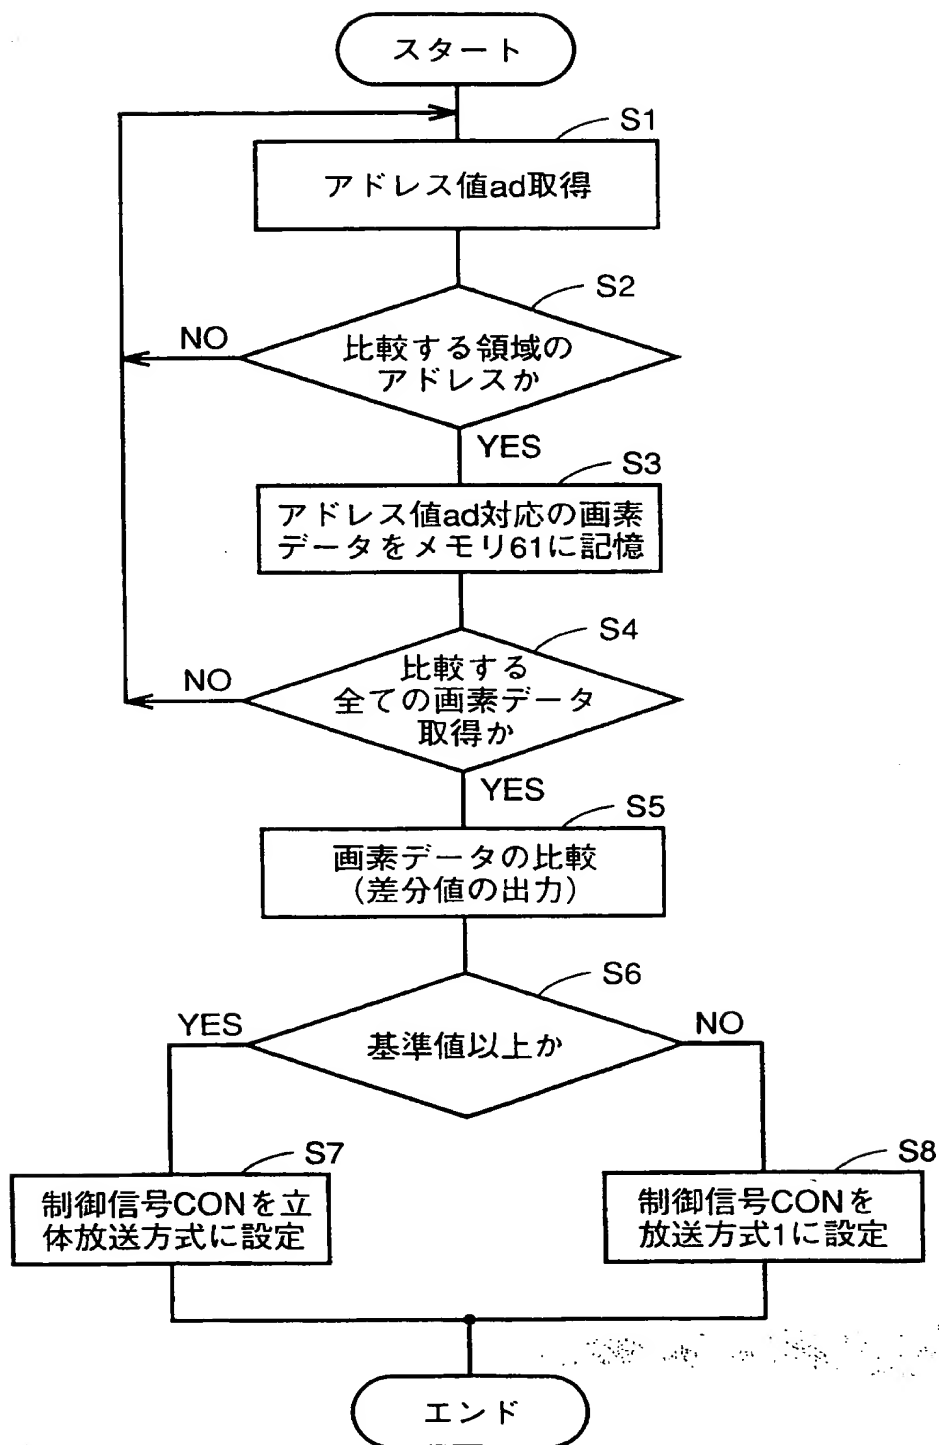 スタート
S1
アドレス値ad取得
S2
NO
比較する領域の
アドレスか
YES
S3
アドレス値ad対応の画素
データをメモリ61に記憶
S4
NO
比較する
全ての画素データ
取得か
YES
S5
画素データの比較
(差分値の出力)
S6
YES
NO
基準値以上か
S7
S8
制御信号CONを立
体放送方式に設定
制御信号CONを
放送方式1に設定
エンド